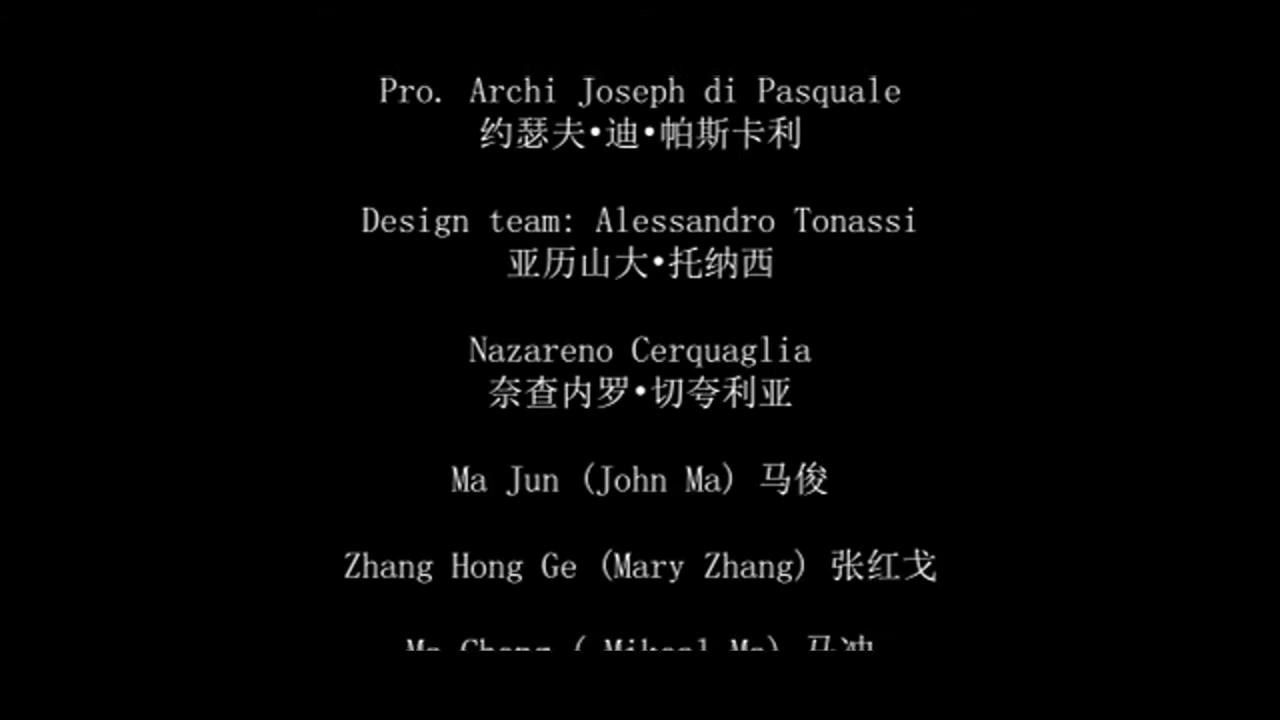 Pro. Archi Joseph di Pasquale
约瑟夫•迪•帕斯卡利
Design team: Alessandro Tonassi
亚历山大•托纳西
Nazareno Cerquaglia
奈查内罗•切夸利亚
Ma Jun (John Ma) 马俊
Zhang Hong Ge (Mary Zhang) 张红戈
Ma